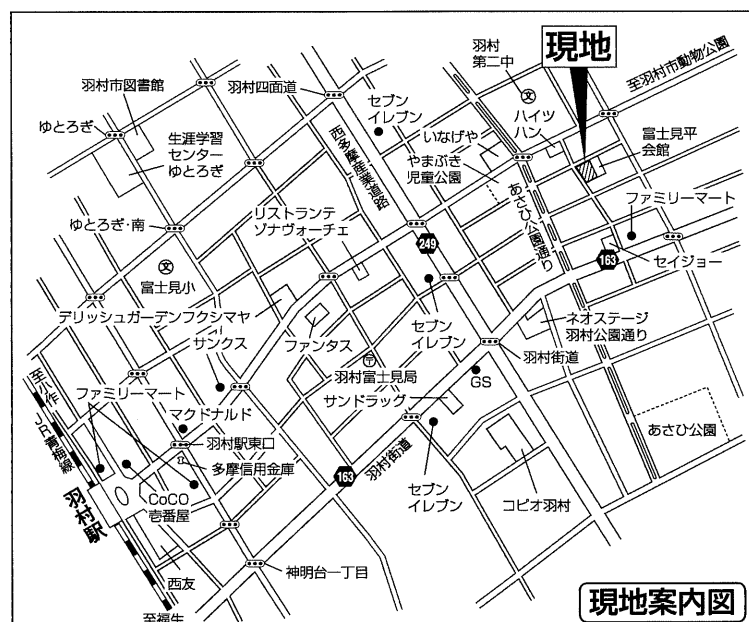 現地
羽村
第二中
至羽村市動物公園
羽村市図書館
羽村四面道
セブン
イレブン
ハイツ
ハン
ゆとろぎ
生涯学習
センター
ゆとろぎ
西多摩産業道路
いなげや
やまぶき
児童公園
富士見平
会館
あさひ公園通り
ファミリーマート
ゆとろぎ・南
リストランテ
ソナヴォーチェ
249
163
セイジョー
文
文
富士見小
デリッシュガーデンフクシマヤ
サンクス
ファンタス
セブン
イレブン
ネオステージ
羽村公園通り
羽村街道
〒
羽村富士見局
GS
サンドラッグ
至小作
JR青梅線
ファミリーマート
マクドナルド
羽村駅東口
多摩信用金庫
あさひ公園
羽村駅
CoCO
壱番屋
163
羽村街道
セブン
イレブン
コピオ羽村
西友
神明台一丁目
至福生
現地案内図